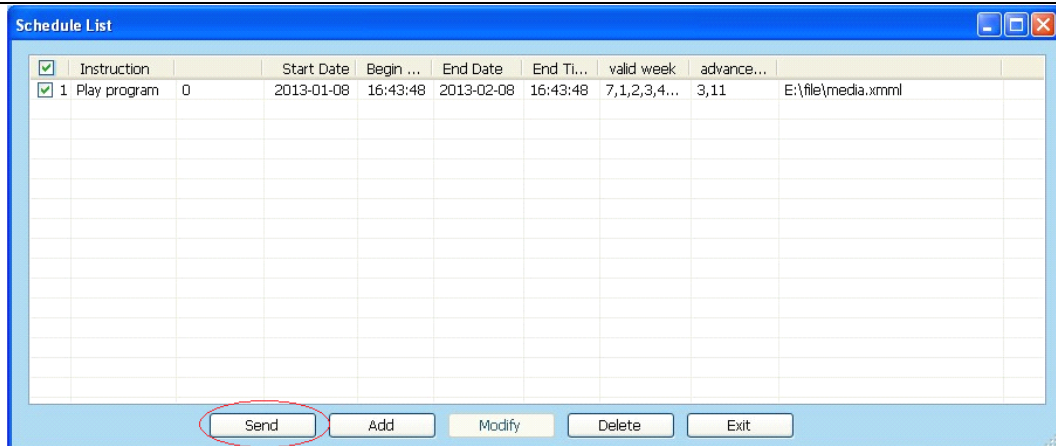 Schedule List
Instruction Start Date Begin ... End Date End Ti... valid week advance...
1 Play program 0 2013-01-08 16:43:48 2013-02-08 16:43:48 7,1,2,3,4... 3,11 E:\file\media.xmml
Send Add Modify Delete Exit